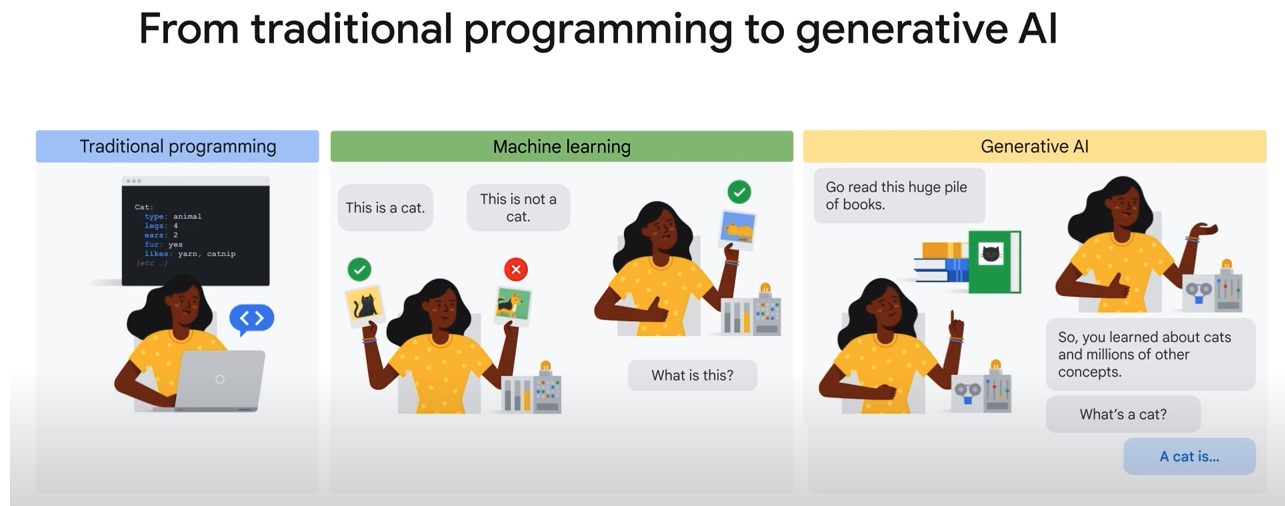 From traditional programming to generative AI
Traditional programming
Cat:
type: animal
legs: 4
ears: 2
fur: yes
likes: yarn, catnip
(etc …)
Machine learning
This is a cat.
This is not a
cat.
What is this?
Generative AI
Go read this huge pile
of books.
So, you learned about cats
and millions of other
concepts.
What's a cat?
A cat is...